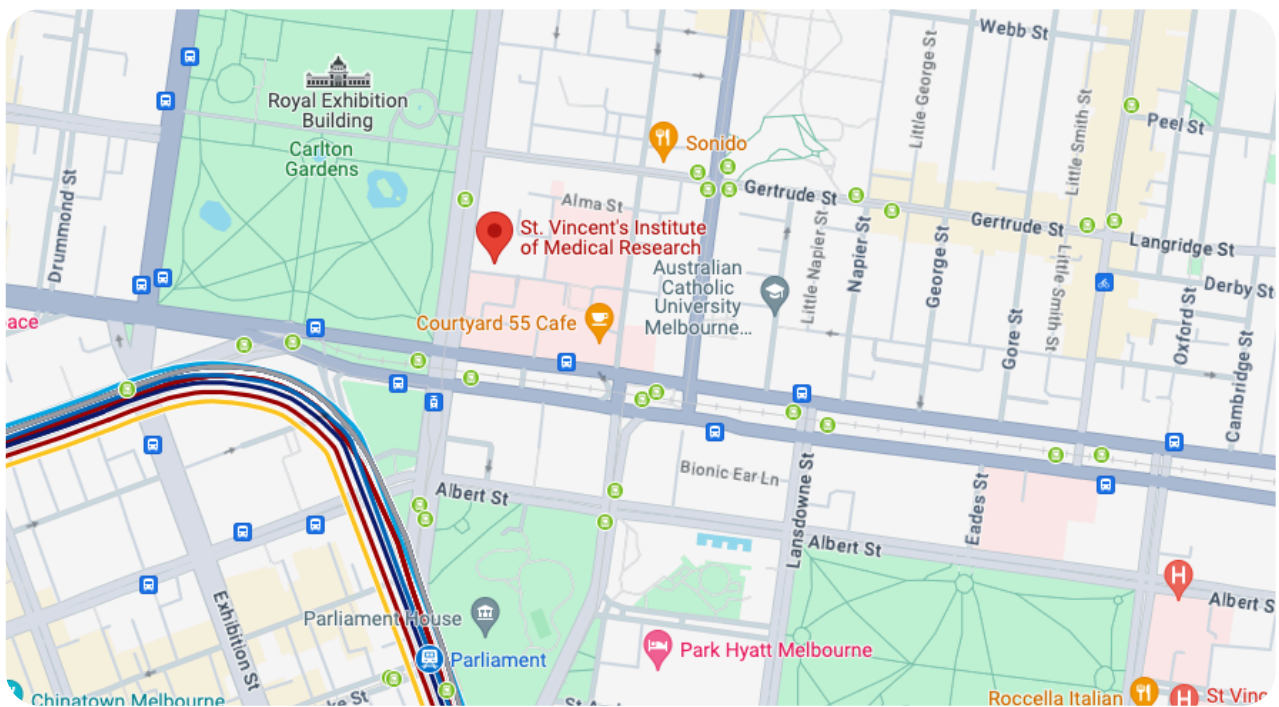 Webb St
Little George St
Little Smith St
Peel St
Royal Exhibition
Building
Carlton
Gardens
Sonido
Drummond St
Gertrude St
Alma St
St. Vincent's Institute
of Medical Research
Little Napier St
Napier St
George St
Gertrude St
Langridge St
Australian
Catholic
University
Melbourne...
Little Smith St
Derby St
Courtyard 55 Cafe
Gore St
Oxford St
Cambridge St
ace
Bionic Ear Ln
Albert St
Lansdowne St
Eades St
Albert St
H
Albert S
Exhibition St
Parliament House
Parliament
Park Hyatt Melbourne
Chinatown Melbourne
ke St
Roccella Italian
H
St Vinc